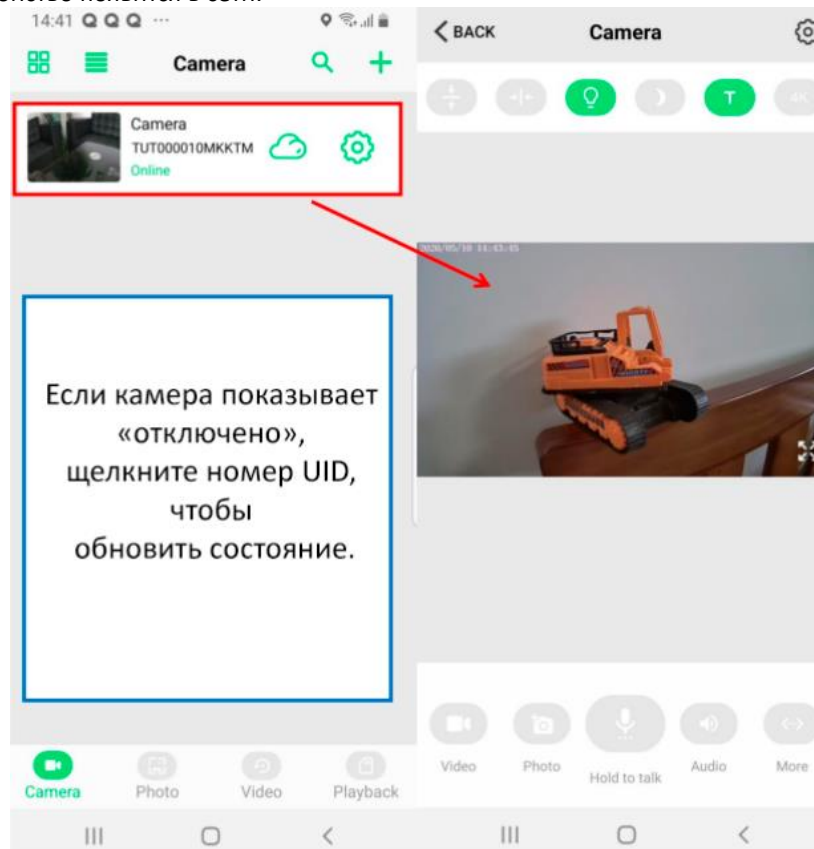 14:41
Camera
Camera
TUT000010MKKTM
Online
Если камера показывает
«отключено»,
щелкните номер UID,
чтобы
обновить состояние.
Camera
Photo
Video
Playback
BACK
Camera
T
4K
2020/05/10 14:43:45
Video
Photo
Hold to talk
Audio
More